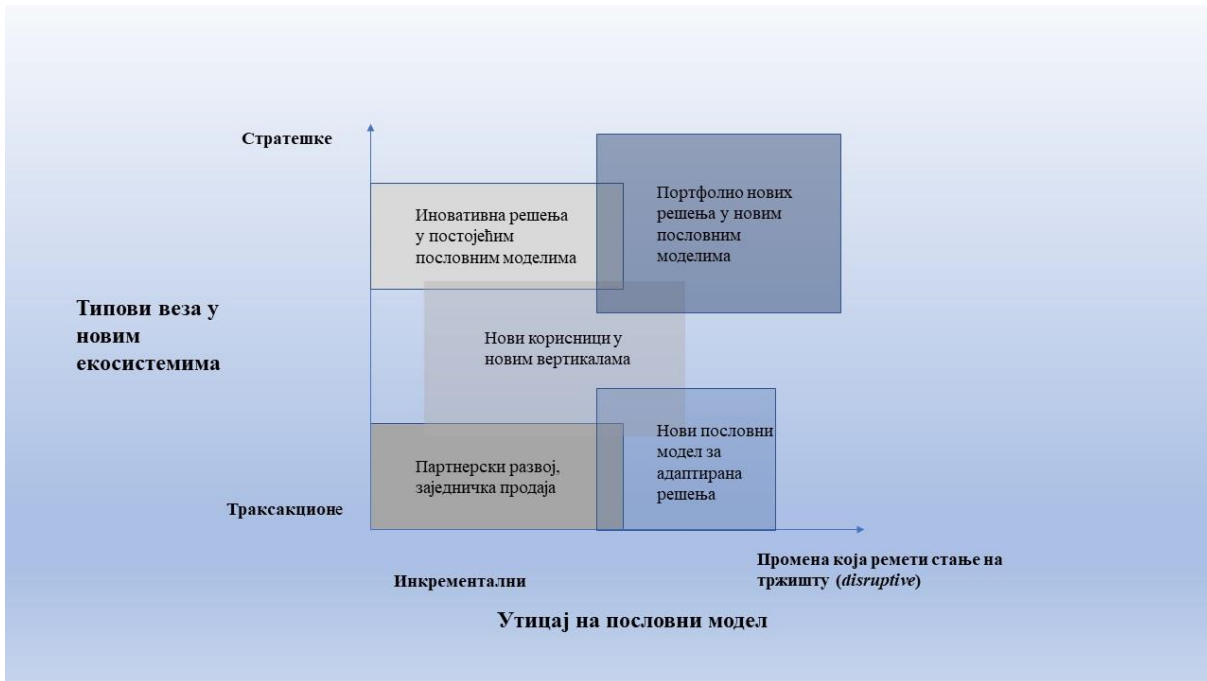 Стратешке
Иновативна решења
у постојећим
пословним моделима
Портфолио нових
решења у новим
пословним
моделима
Типови веза у
новим
екосистемима
Нови корисници у
новим вертикалама
Партнерски развој,
заједничка продаја
Нови пословни
модел за
адаптирана
решења
Траксакционе
Инкрементални
Промена која ремети стање на
тржишту (disruptive)
Утицај на пословни модел